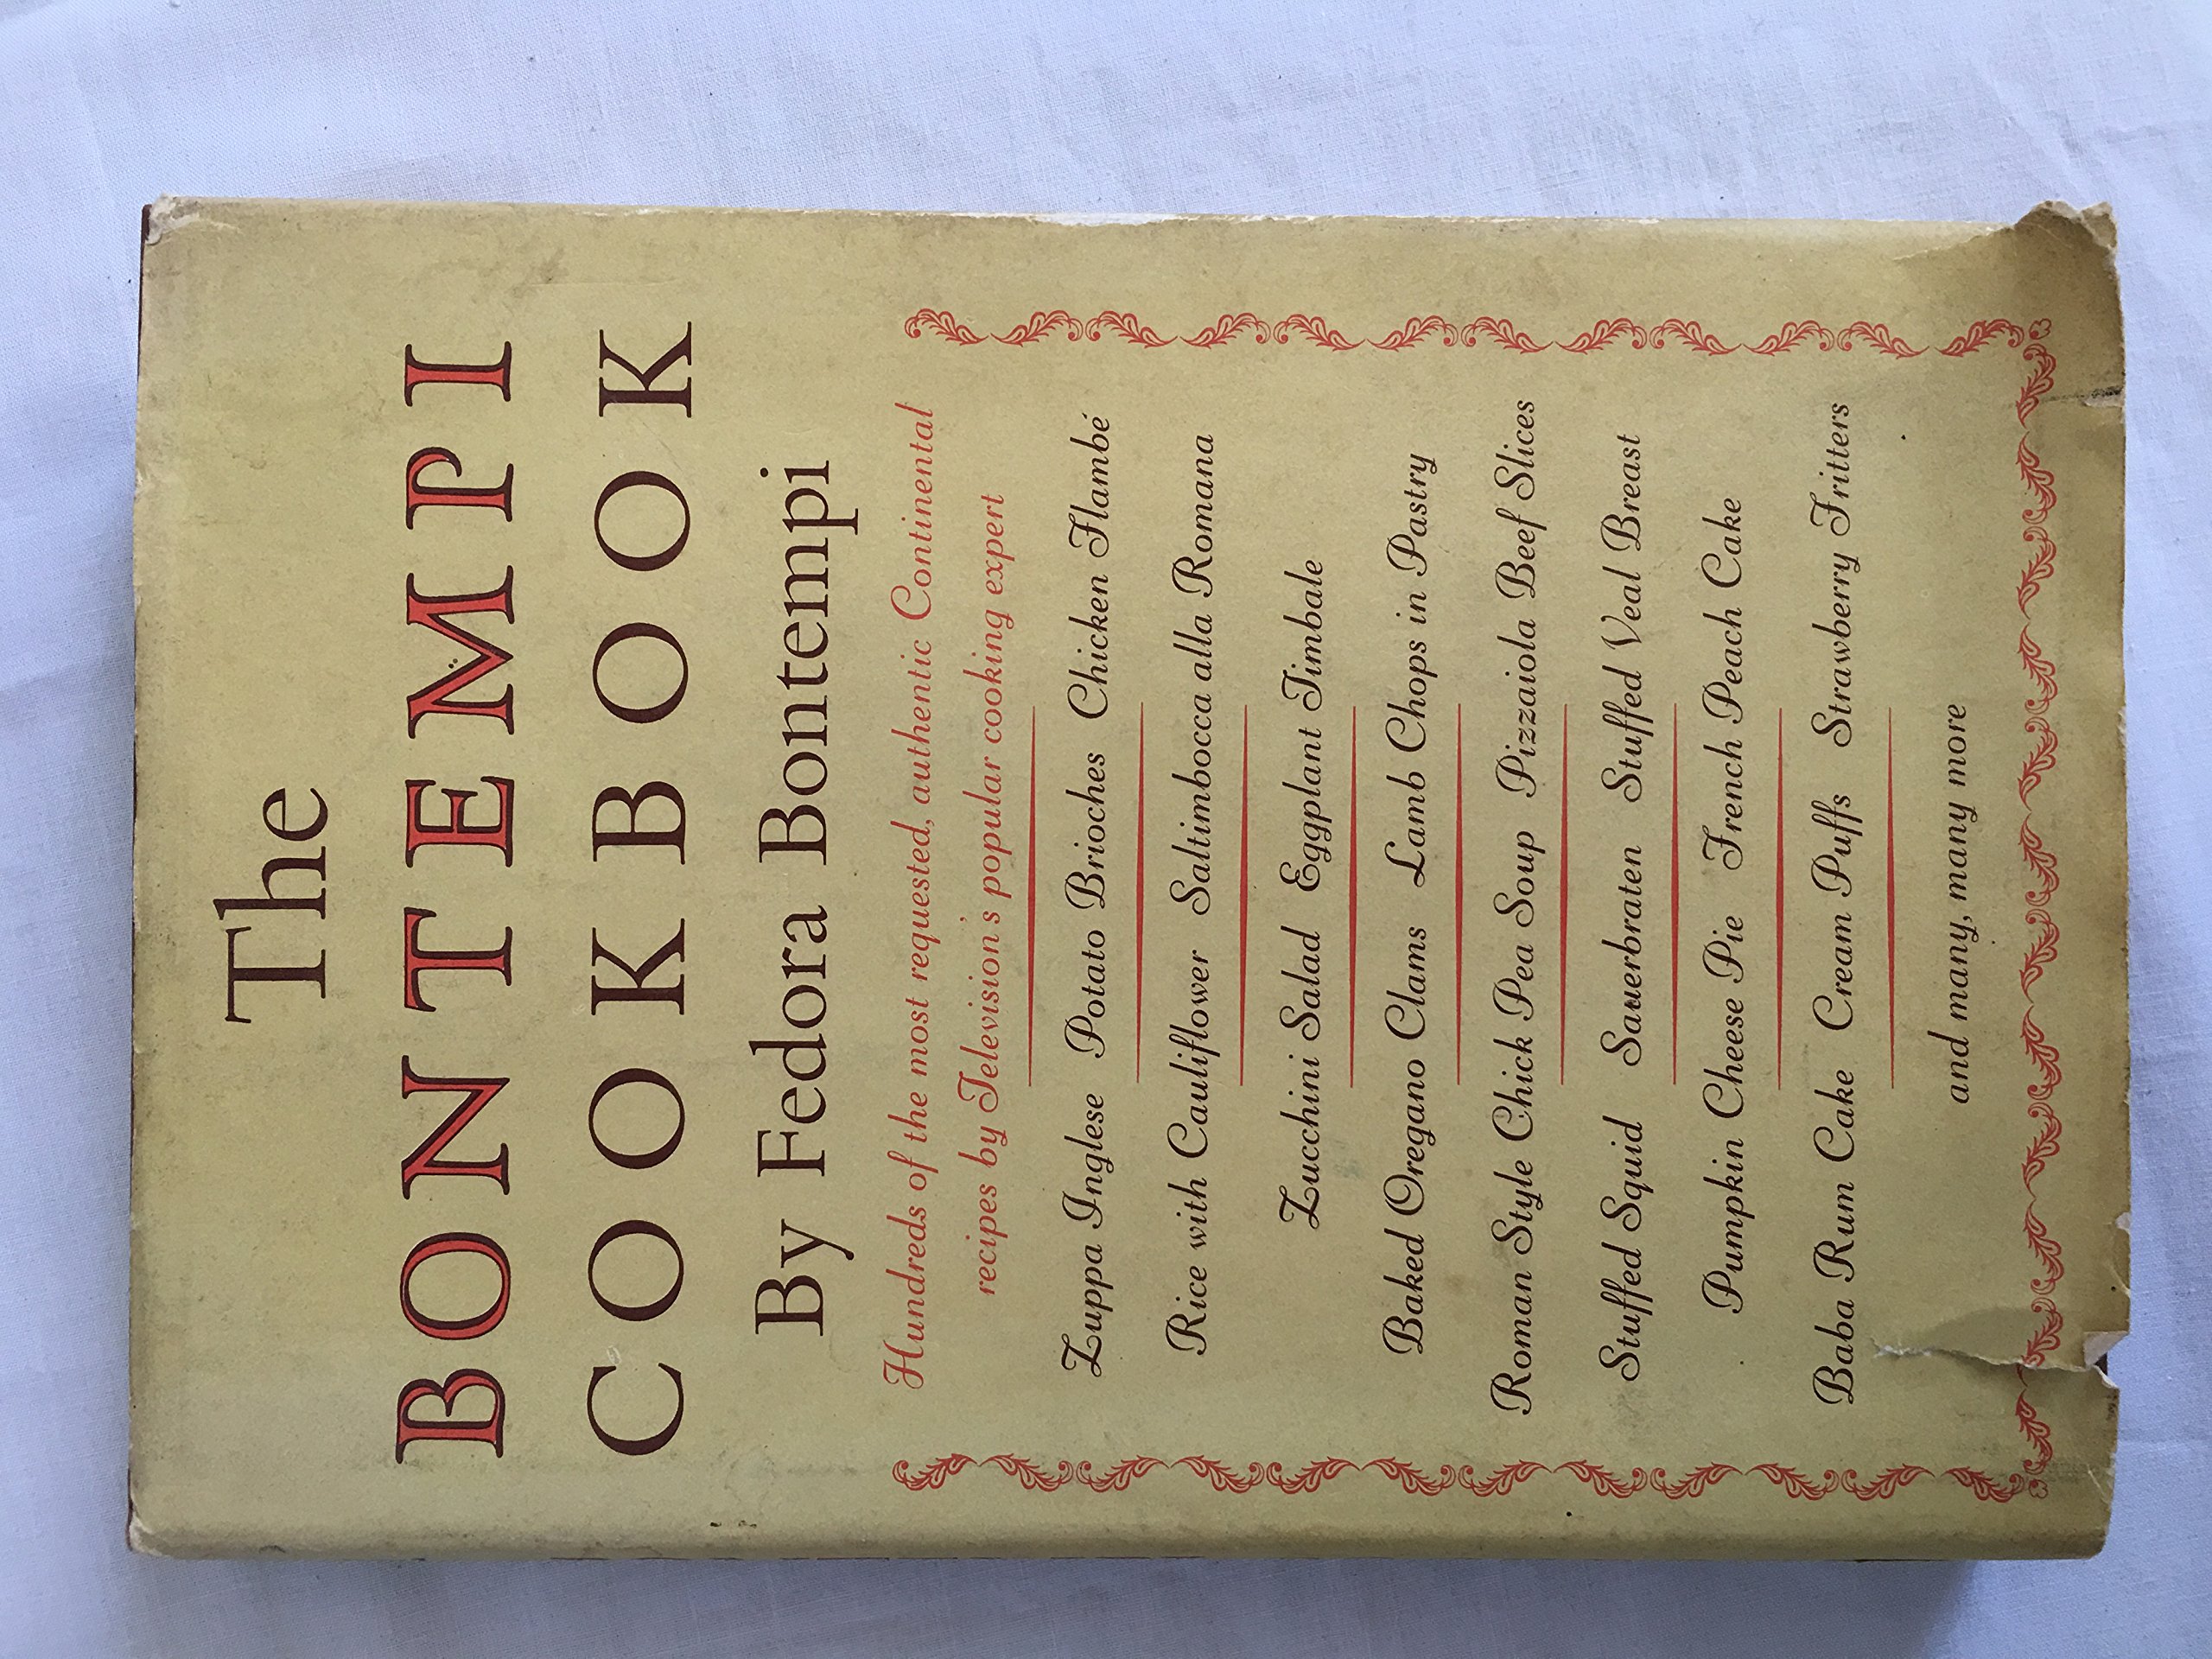 The
BONTEMPI
COOKBOOK
By Fedora Bontempi
Hundreds of the most requested, authentic Continental
recipes by Television's popular cooking expert
Zuppa Inglese Potato Brioches Chicken Flambé
Rice with Cauliflower Saltimbocca alla Romana
Zucchini Salad Eggplant Timbale
Baked Oregano Clams Lamb Chops in Pastry
Roman Style Chick Pea Soup Pizzaiola Beef Slices
Stuffed Squid Sauerbraten Stuffed Veal Breast
Pumpkin Cheese Pie French Peach Cake
Baba Rum Cake Cream Puffs Strawberry Fritters
and many, many more